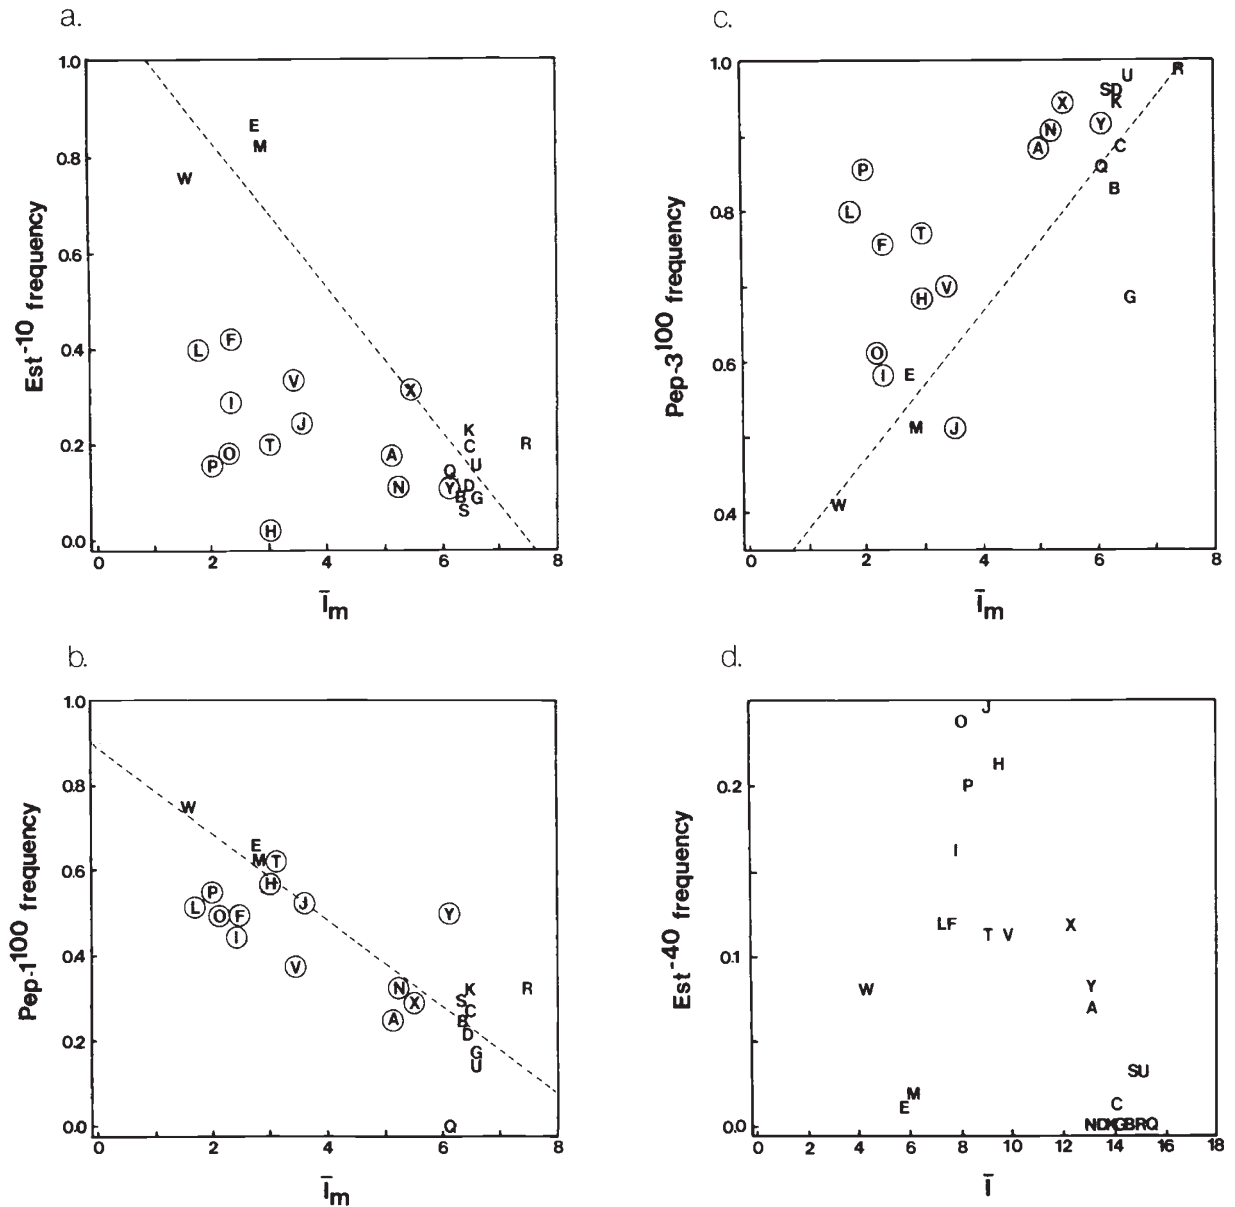 a.
1.0
0.8
0.6
0.4
0.2
0.0
Est-10 frequency
E
M
W
F
L
V
I
X
J
K
T
C
R
O
P
A
U
Q
N
Y
D
B
G
S
H
0 2 4 6 8
Īm
c.
1.0
0.8
0.6
0.4
Pep-3100 frequency
R
U
SD
K
X
Y
N
A
C
Q
P
B
L
T
F
V
H
G
O
I
E
M
J
W
0 2 4 6 8
Īm
b.
1.0
0.8
0.6
0.4
0.2
0.0
Pep-1100 frequency
W
E
M
T
H
P
J
L
O
F
Y
I
V
N
K
R
S
X
C
A
B
D
G
U
Q
0 2 4 6 8
Īm
d.
0.2
0.1
0.0
Est-40 frequency
J
O
H
P
I
LF
T V
X
W
Y
A
SU
M
E
C
NDKGBRQ
0 2 4 6 8 10 12 14 16 18
Ī